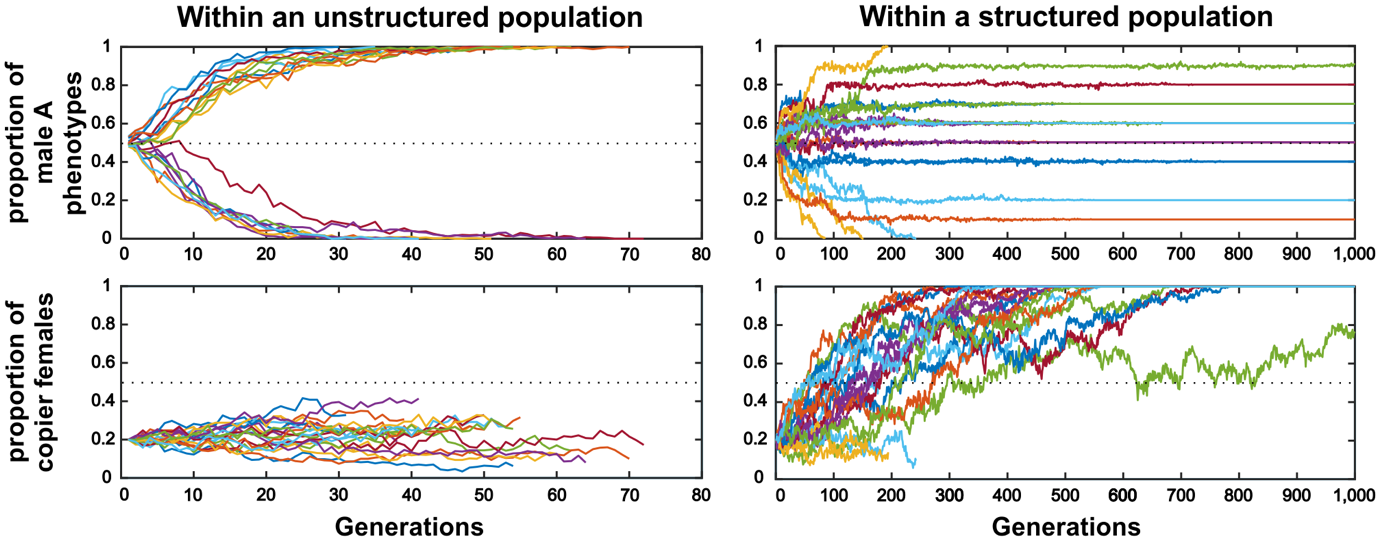 Within an unstructured population
Within a structured population
proportion of
male A
phenotypes
1
0.8
0.6
0.4
0.2
0
0 10 20 30 40 50 60 70 80
1
0.8
0.6
0.4
0.2
0
0 100 200 300 400 500 600 700 800 900 1,000
proportion of
copier females
1
0.8
0.6
0.4
0.2
0
0 10 20 30 40 50 60 70 80
1
0.8
0.6
0.4
0.2
0
0 100 200 300 400 500 600 700 800 900 1,000
Generations
Generations